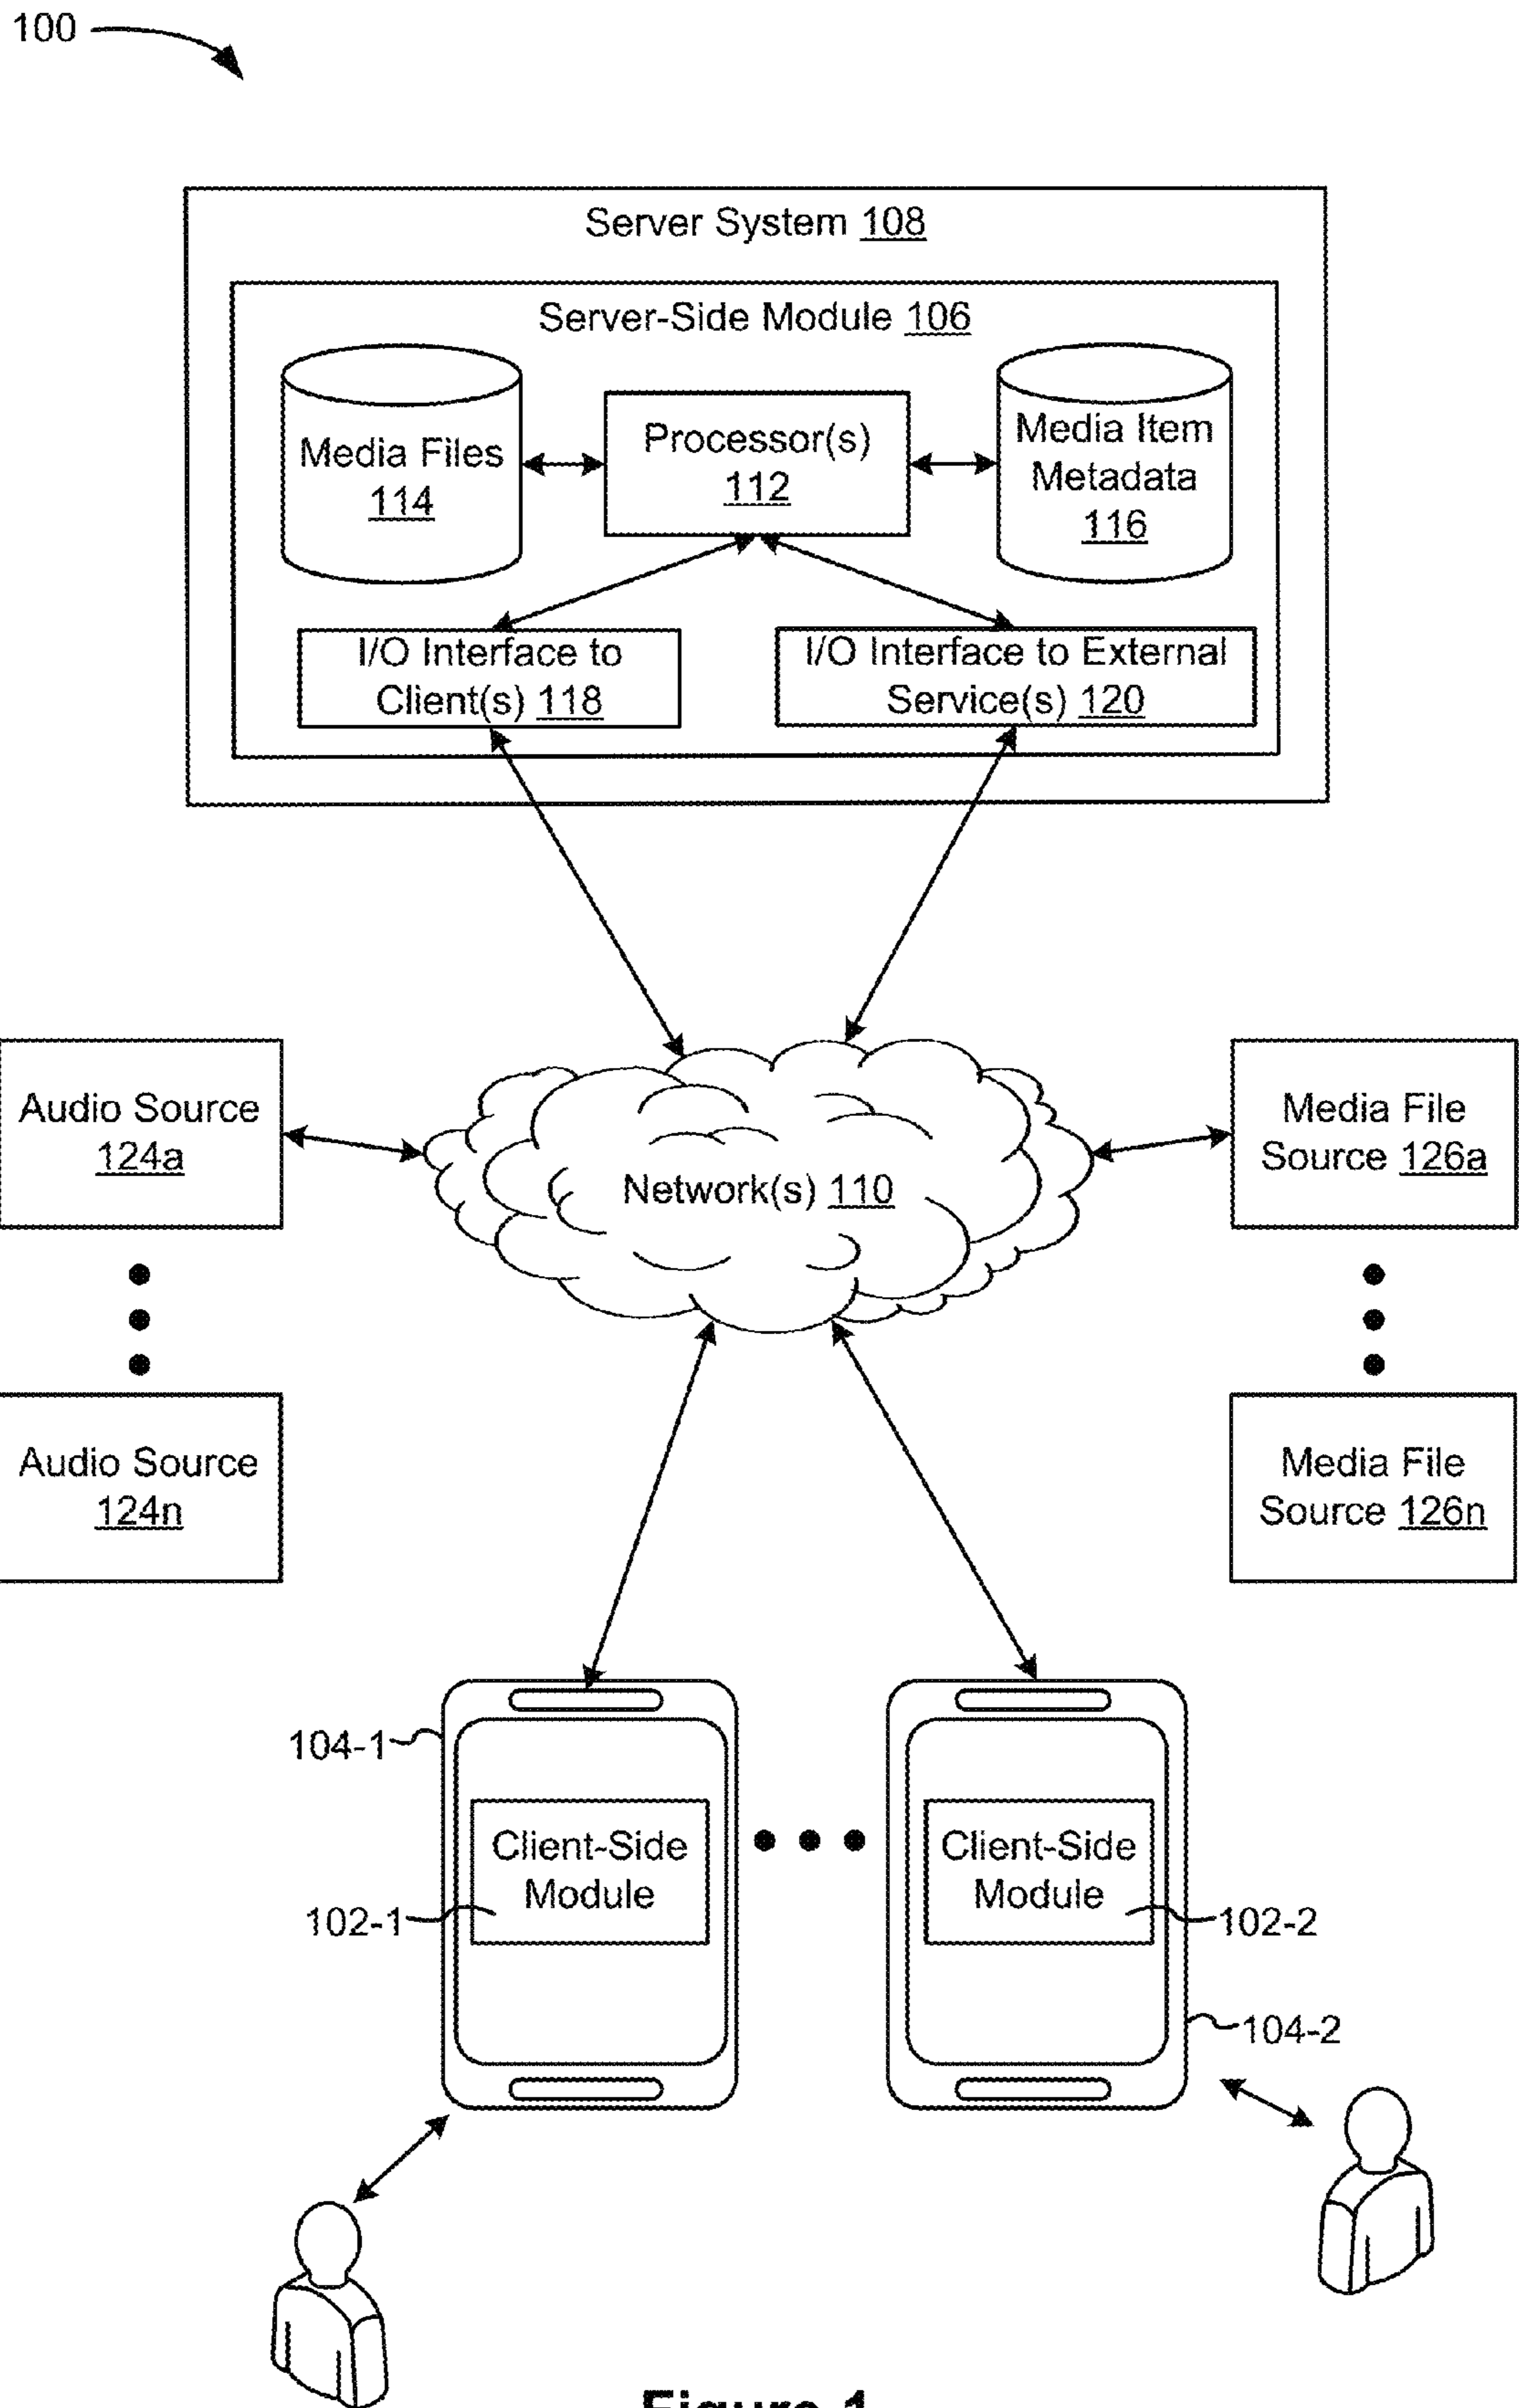 100
Server System 108
Server-Side Module 106
Media Files
114
Processor(s)
112
Media Item
Metadata
116
I/O Interface to
Client(s) 118
I/O Interface to External
Service(s) 120
Audio Source
124a
Network(s) 110
Media File
Source 126a
Audio Source
124n
Media File
Source 126n
104-1
Client-Side
Module
102-1
Client-Side
Module
102-2
104-2
Figure 1